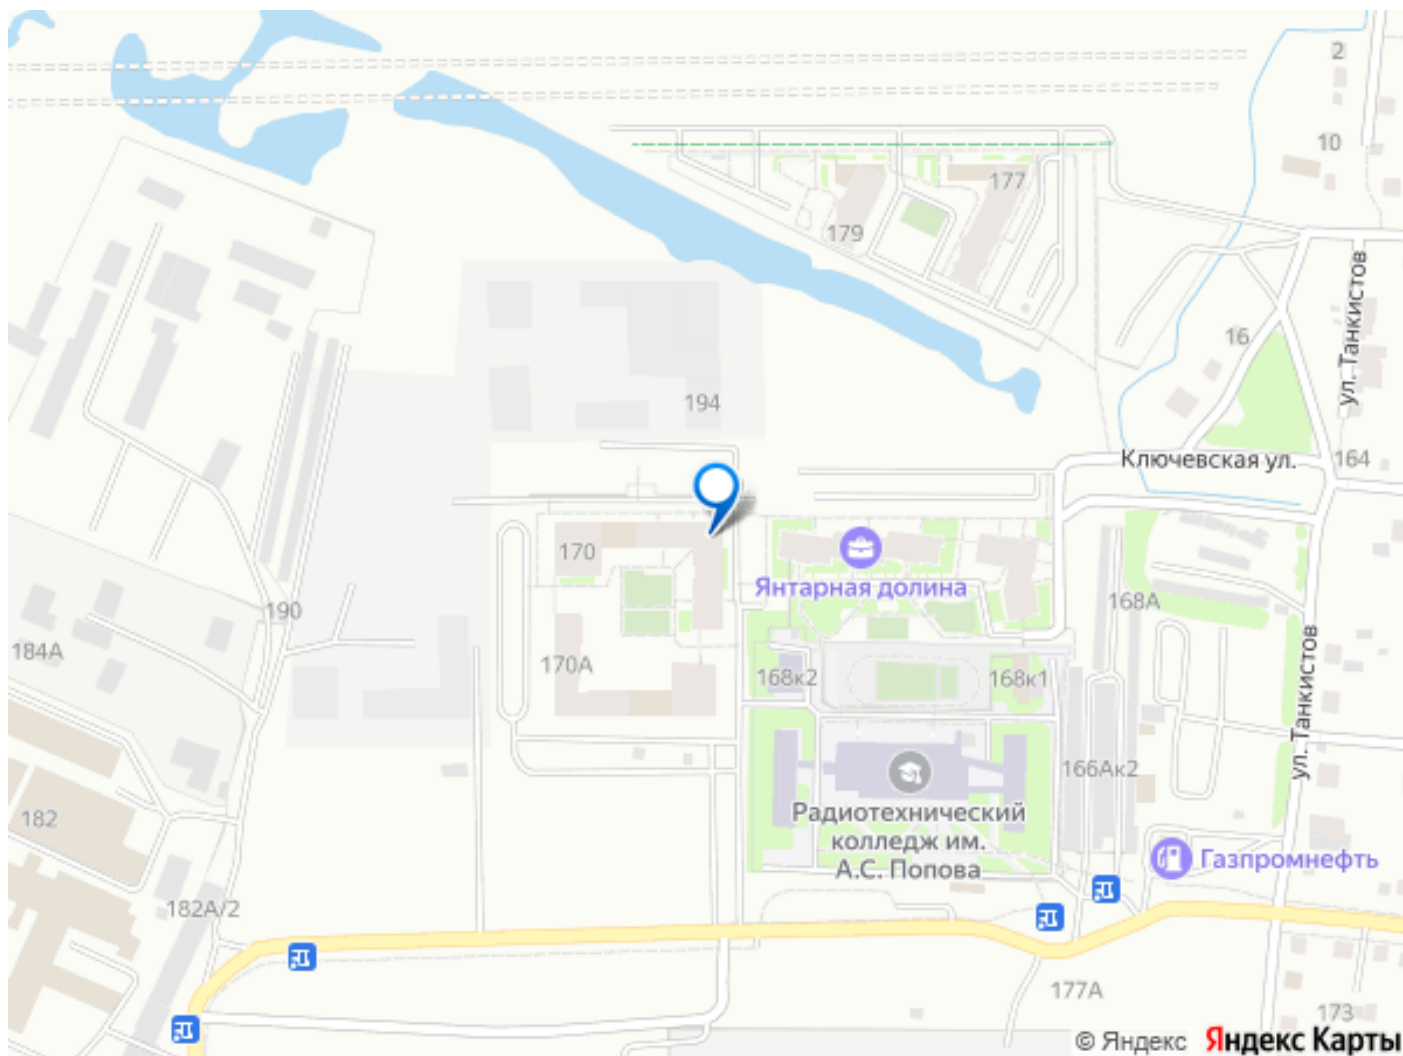 2
10
177
179
ул. Танкистов
16
194
Ключевская ул.
164
170
Янтарная долина
168А
190
184А
170А
168к2
168к1
ул. Танкистов
166Ак2
182
Радиотехнический
колледж им.
А.С. Попова
Газпромнефть
182А/2
177А
173
© Яндекс Яндекс Карты